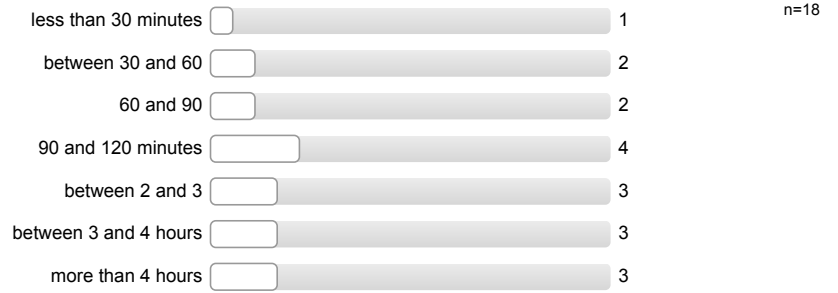 n=18
less than 30 minutes 1
between 30 and 60 2
60 and 90 2
90 and 120 minutes 4
between 2 and 3 3
between 3 and 4 hours 3
more than 4 hours 3